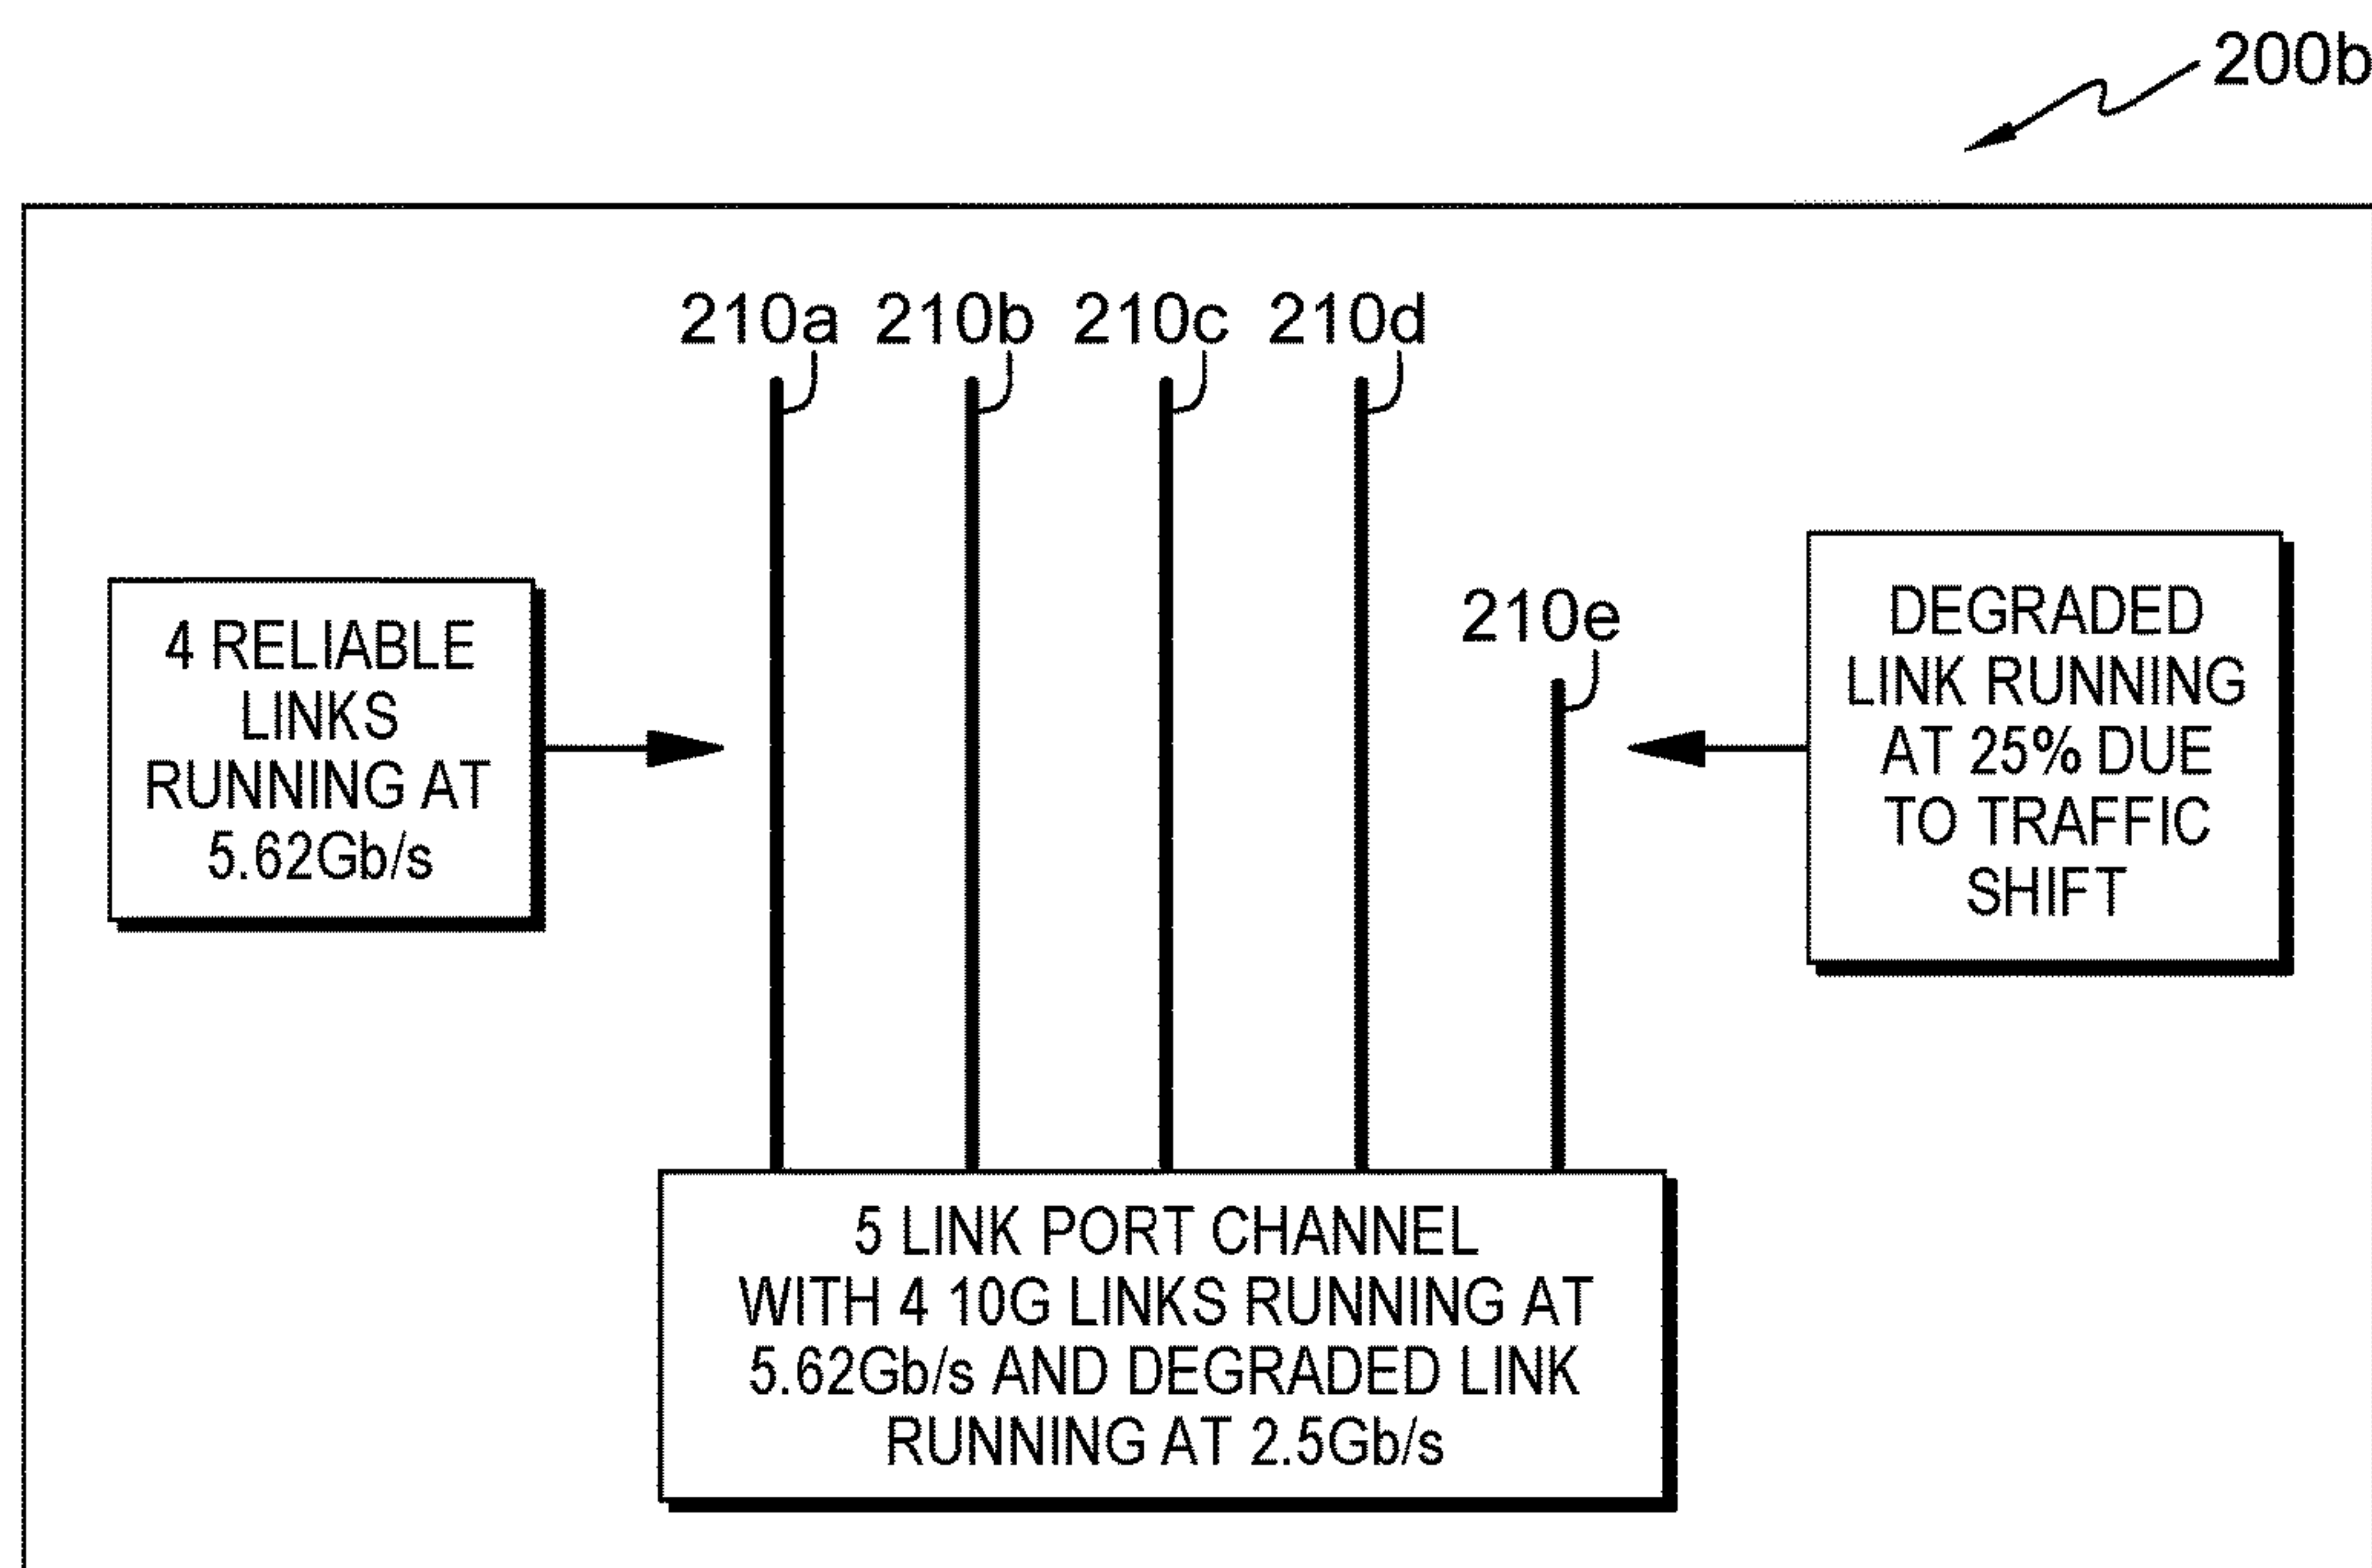 200b
210a 210b 210c 210d
4 RELIABLE
LINKS
RUNNING AT
5.62Gb/s
210e
DEGRADED
LINK RUNNING
AT 25% DUE
TO TRAFFIC
SHIFT
5 LINK PORT CHANNEL
WITH 4 10G LINKS RUNNING AT
5.62Gb/s AND DEGRADED LINK
RUNNING AT 2.5Gb/s